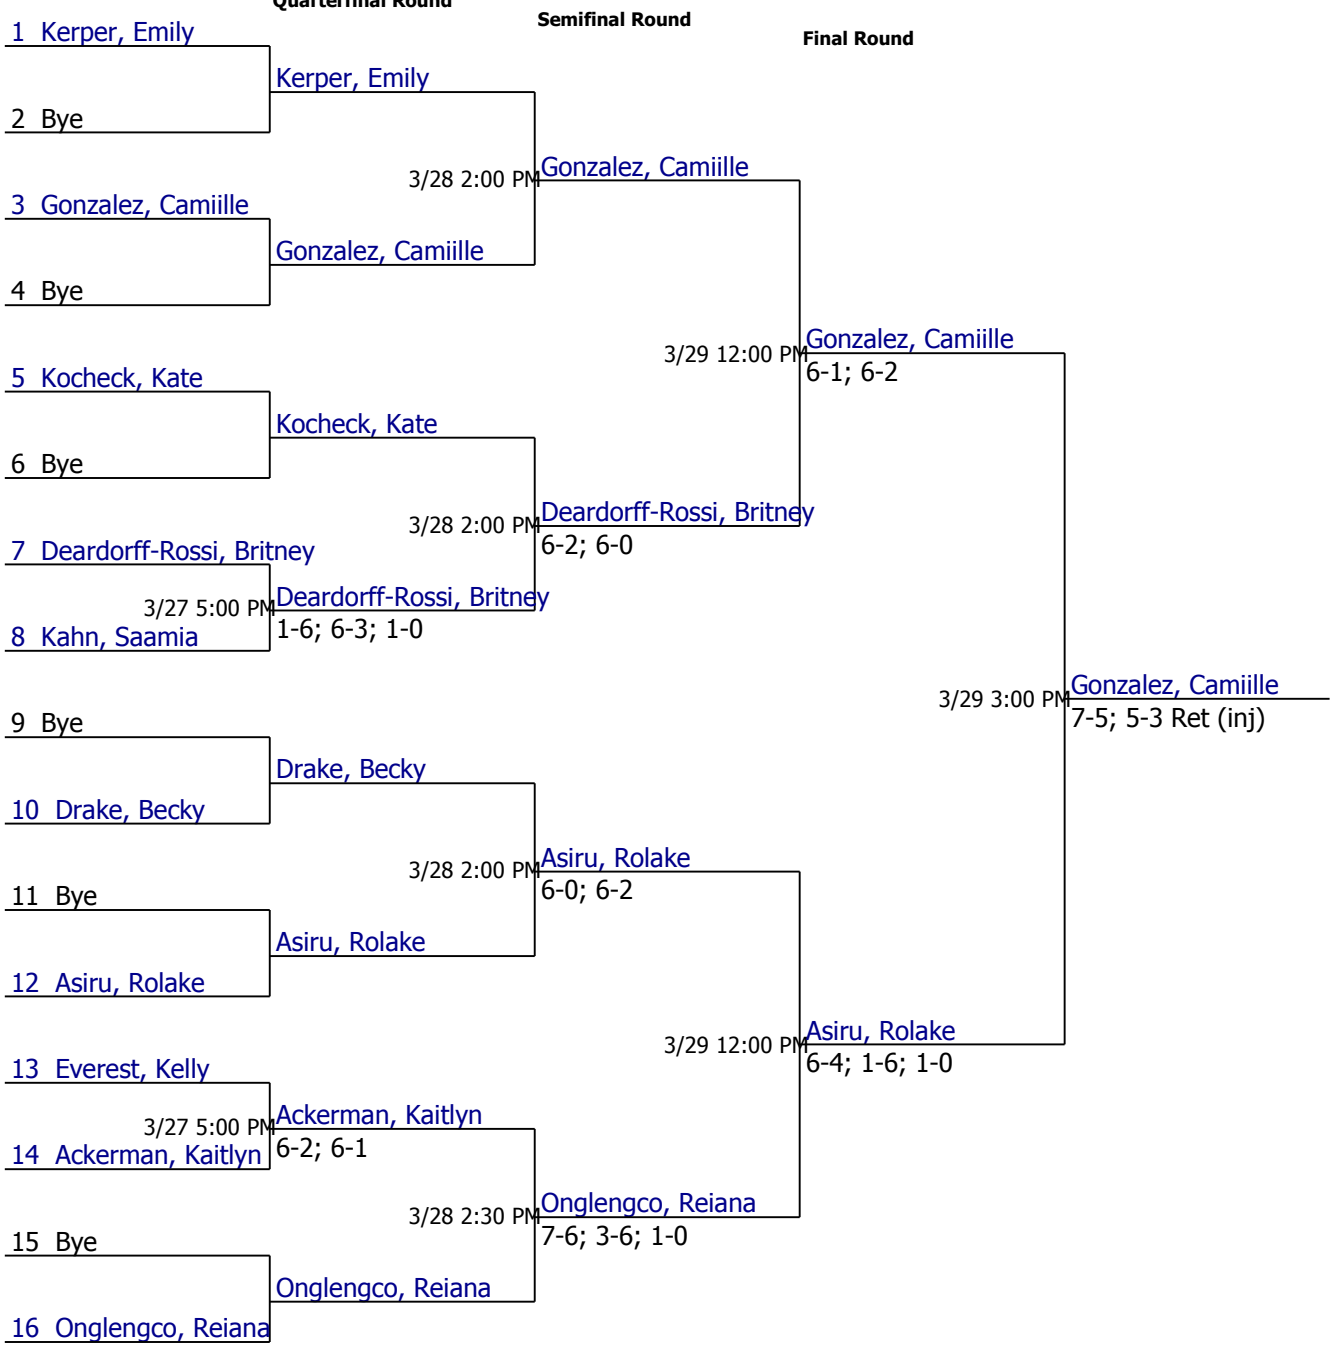 Quarterfinal Round
Semifinal Round
Final Round
1 Kerper, Emily
Kerper, Emily
2 Bye
3/28 2:00 PM Gonzalez, Camiille
3 Gonzalez, Camiille
Gonzalez, Camiille
4 Bye
3/29 12:00 PM Gonzalez, Camiille
6-1; 6-2
5 Kocheck, Kate
Kocheck, Kate
6 Bye
3/28 2:00 PM Deardorff-Rossi, Britney
6-2; 6-0
7 Deardorff-Rossi, Britney
3/27 5:00 PM Deardorff-Rossi, Britney
1-6; 6-3; 1-0
8 Kahn, Saamia
3/29 3:00 PM Gonzalez, Camiille
7-5; 5-3 Ret (inj)
9 Bye
Drake, Becky
10 Drake, Becky
3/28 2:00 PM Asiru, Rolake
6-0; 6-2
11 Bye
Asiru, Rolake
12 Asiru, Rolake
3/29 12:00 PM Asiru, Rolake
6-4; 1-6; 1-0
13 Everest, Kelly
3/27 5:00 PM Ackerman, Kaitlyn
6-2; 6-1
14 Ackerman, Kaitlyn
3/28 2:30 PM Onglengco, Reiana
7-6; 3-6; 1-0
15 Bye
Onglengco, Reiana
16 Onglengco, Reiana